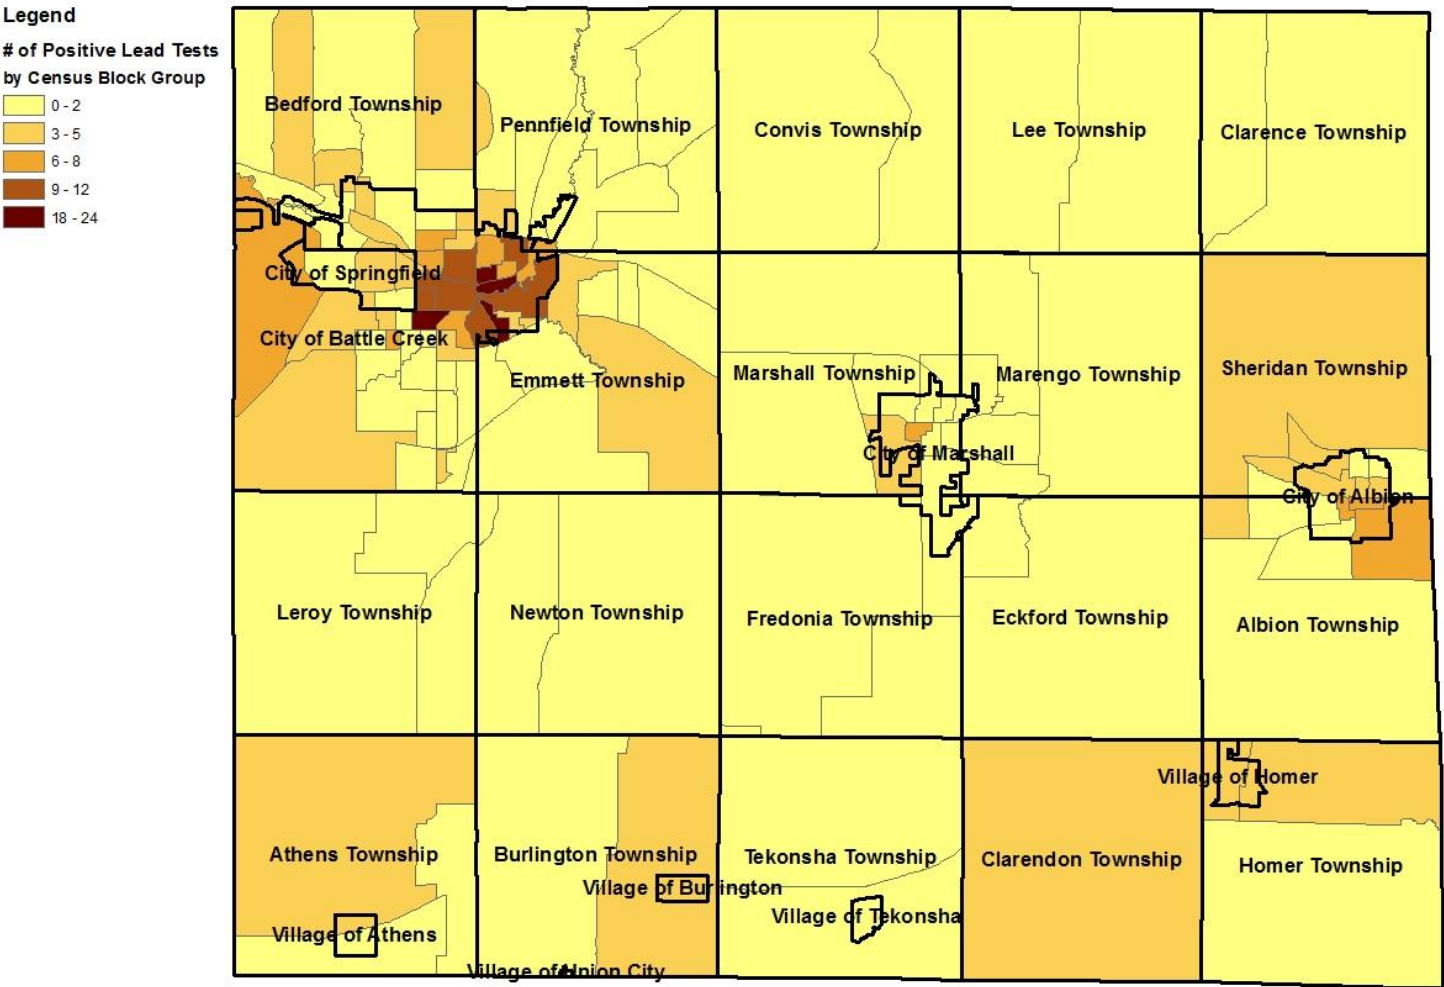 Legend
# of Positive Lead Tests
by Census Block Group
0 - 2
3 - 5
6 - 8
9 - 12
18 - 24
Bedford Township
Pennfield Township
Convis Township
Lee Township
Clarence Township
City of Springfield
City of Battle Creek
Emmett Township
Marshall Township
Marengo Township
Sheridan Township
City of Marshall
City of Albion
Leroy Township
Newton Township
Fredonia Township
Eckford Township
Albion Township
Village of Homer
Athens Township
Burlington Township
Tekonsha Township
Clarendon Township
Homer Township
Village of Burlington
Village of Tekonsha
Village of Athens
Village of Union City